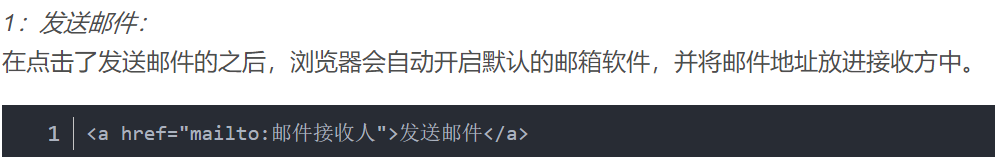 1：发送邮件：
在点击了发送邮件的之后，浏览器会自动开启默认的邮箱软件，并将邮件地址放进接收方中。
1 <a href="mailto:邮件接收人">发送邮件</a>